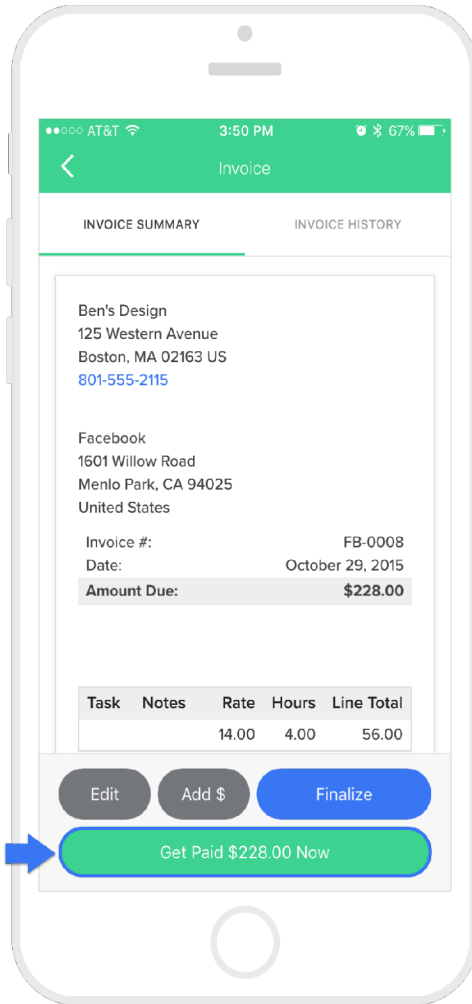 AT&T 3:50 PM 67%
Invoice
INVOICE SUMMARY INVOICE HISTORY
Ben's Design
125 Western Avenue
Boston, MA 02163 US
801-555-2115
Facebook
1601 Willow Road
Menlo Park, CA 94025
United States
Invoice #: FB-0008
Date: October 29, 2015
Amount Due: $228.00
Task Notes Rate Hours Line Total
14.00 4.00 56.00
Edit Add $ Finalize
Get Paid $228.00 Now